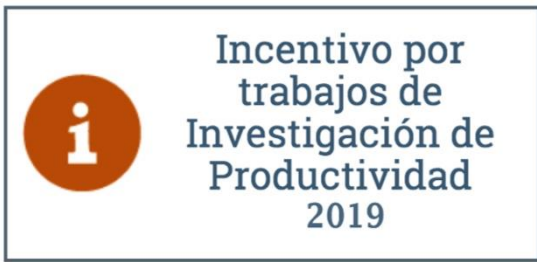 Incentivo por
trabajos de
Investigación de
Productividad
2019